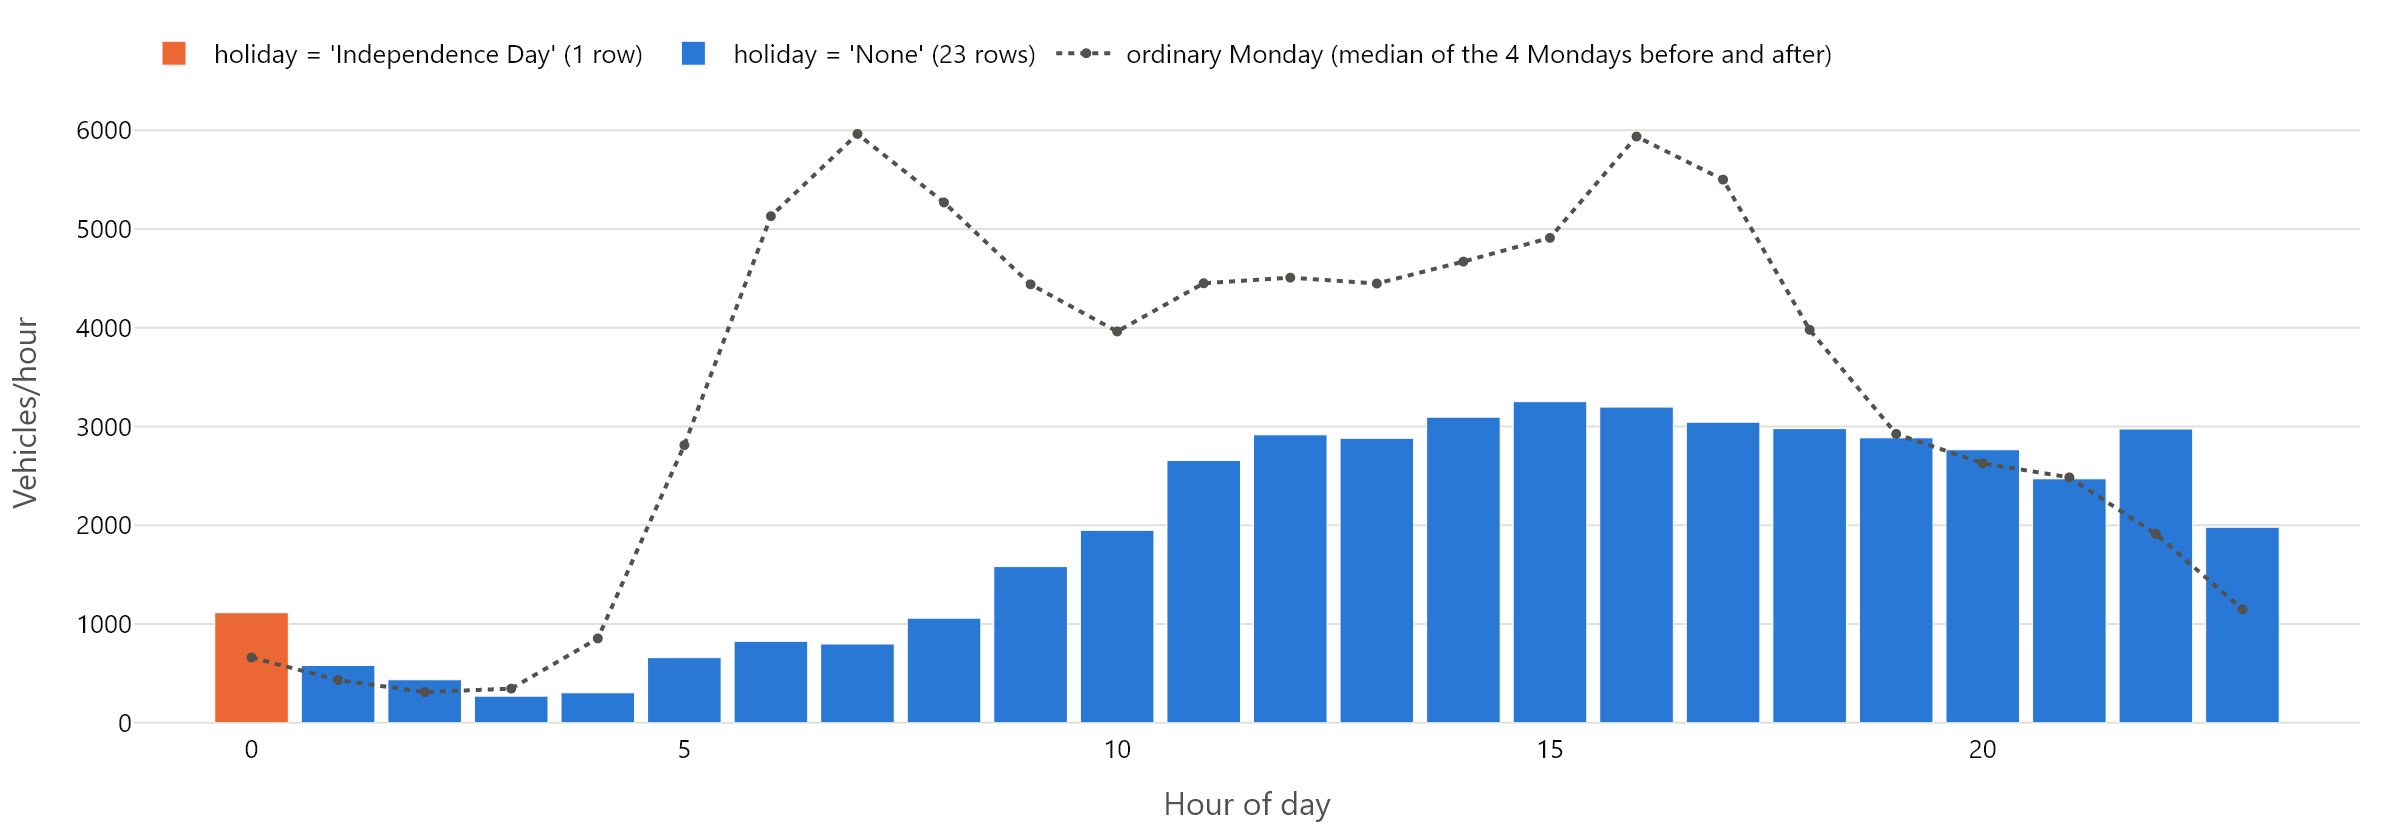 holiday = 'Independence Day' (1 row) holiday = 'None' (23 rows) ordinary Monday (median of the 4 Mondays before and after)
6000
5000
4000
3000
2000
1000
0
Vehicles/hour
0 5 10 15 20
Hour of day